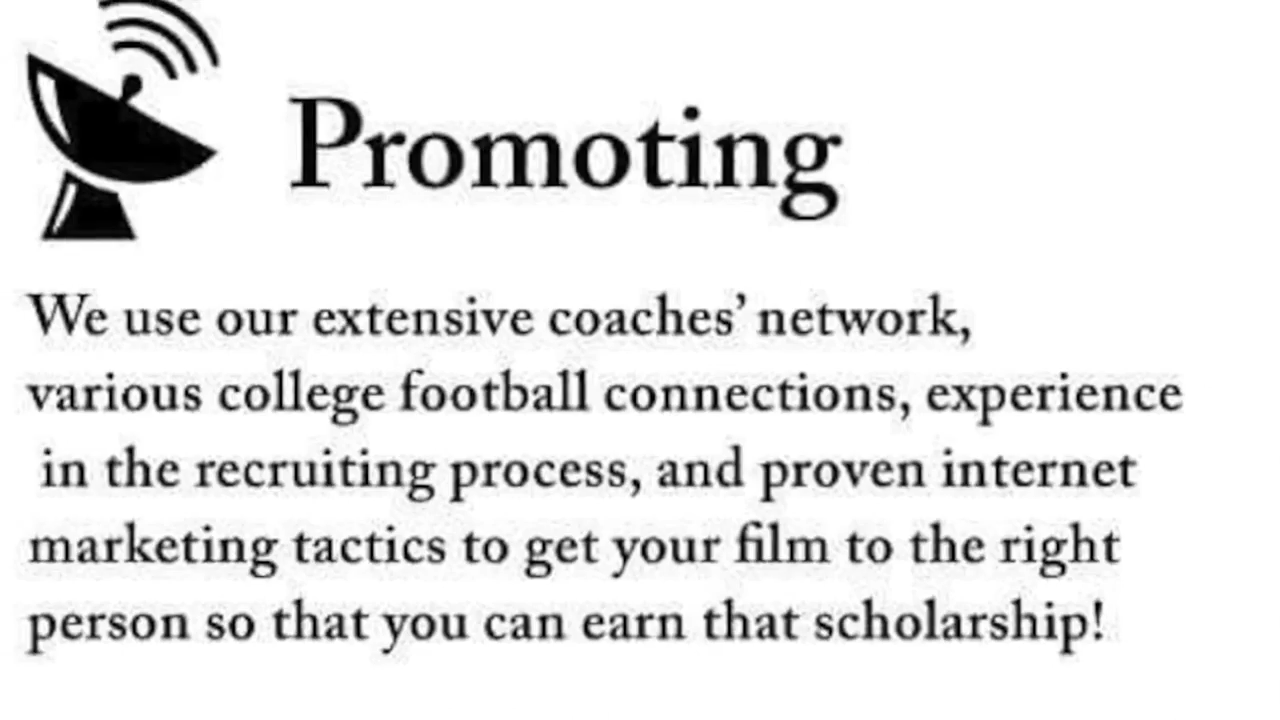 Promoting
We use our extensive coaches’ network,
various college football connections, experience
in the recruiting process, and proven internet
marketing tactics to get your film to the right
person so that you can earn that scholarship!